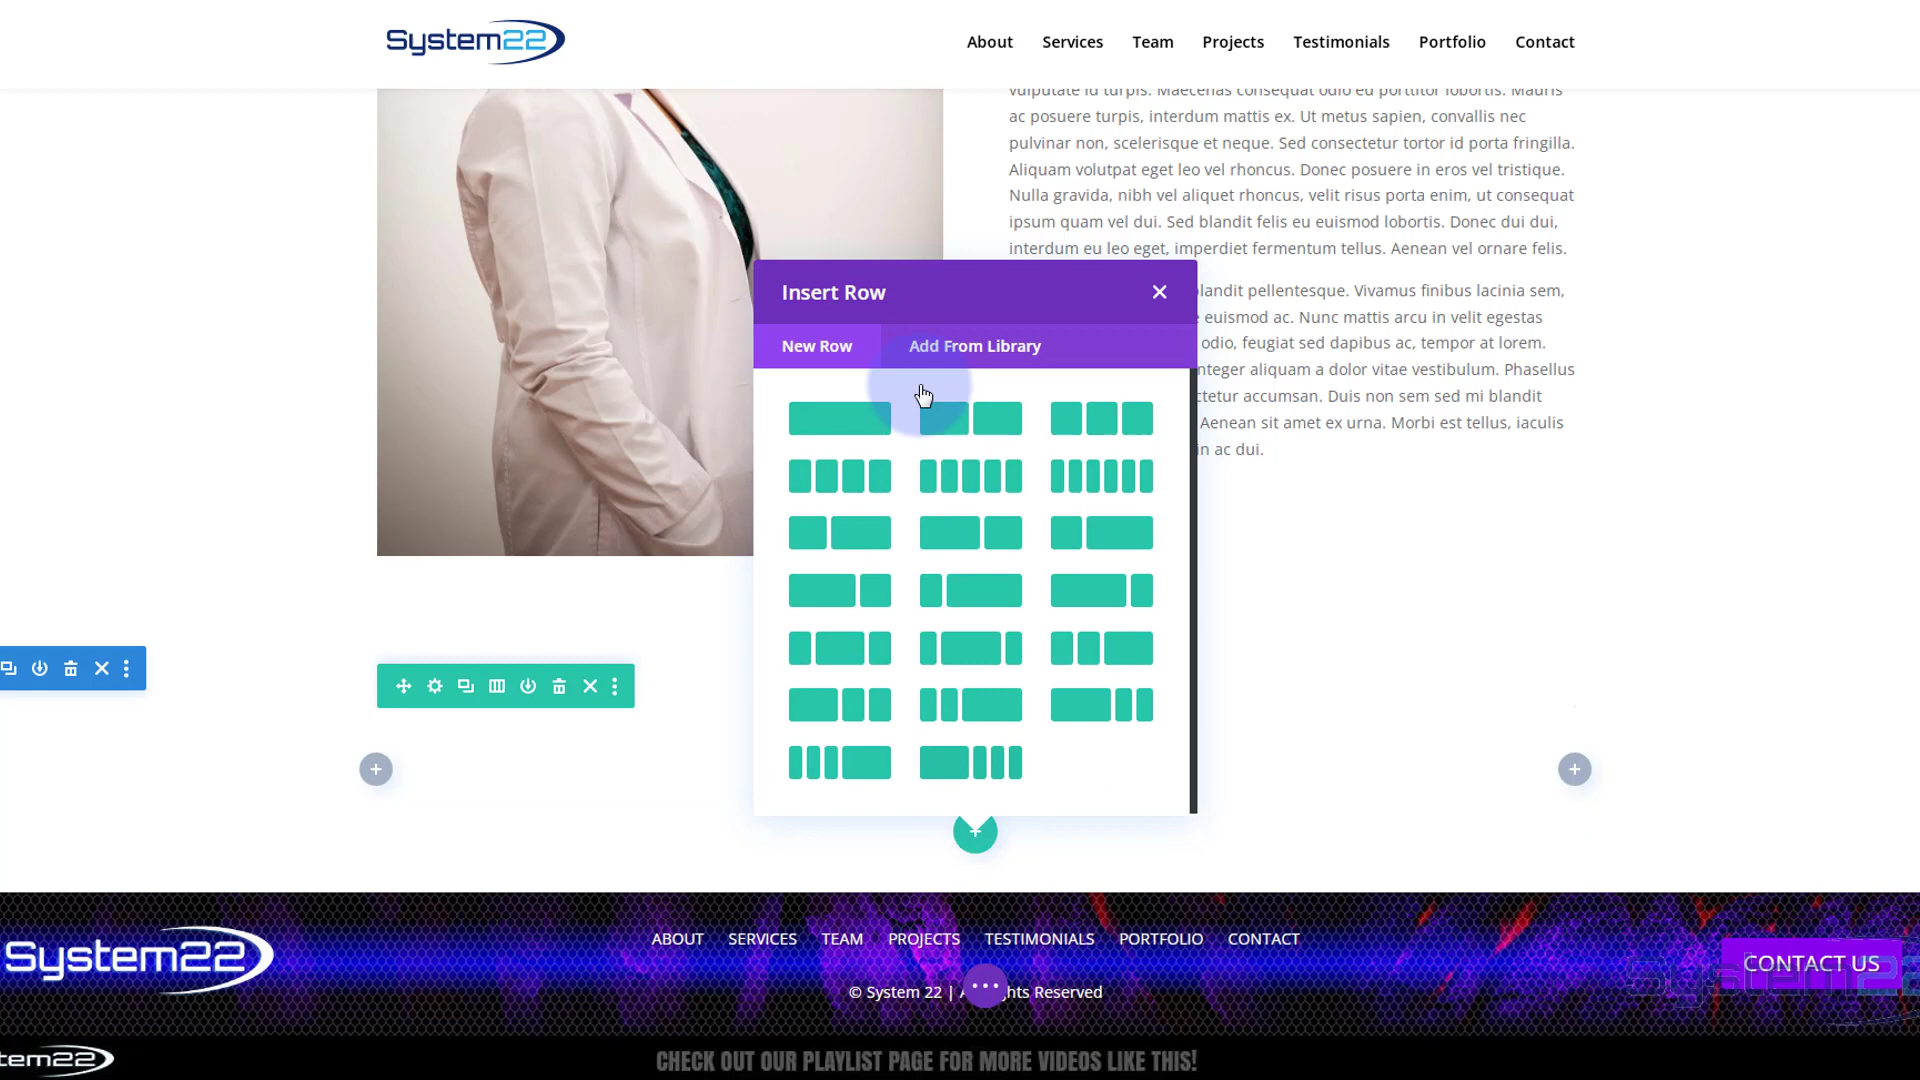 System22
About Services Team Projects Testimonials Portfolio Contact
vulputate id turpis. Maecenas consequat odio eu porttitor lobortis. Mauris
ac posuere turpis, interdum mattis ex. Ut metus sapien, convallis nec
pulvinar non, scelerisque et neque. Sed consectetur tortor id porta fringilla.
Aliquam volutpat eget leo vel rhoncus. Donec posuere in eros vel tristique.
Nulla gravida, nibh vel aliquet rhoncus, velit risus porta enim, ut consequat
ipsum quam vel dui. Sed blandit felis eu euismod lobortis. Donec dui dui,
interdum eu leo eget, imperdiet fermentum tellus. Aenean vel ornare felis.
landit pellentesque. Vivamus finibus lacinia sem,
euismod ac. Nunc mattis arcu in velit egestas
odio, feugiat sed dapibus ac, tempor at lorem.
nteger aliquam a dolor vitae vestibulum. Phasellus
ctetur accumsan. Duis non sem sed mi blandit
Aenean sit amet ex urna. Morbi est tellus, iaculis
in ac dui.
Insert Row
New Row Add From Library
System22
ABOUT SERVICES TEAM PROJECTS TESTIMONIALS PORTFOLIO CONTACT
CONTACT US
System22
© System 22 | A ghts Reserved
stem22
CHECK OUT OUR PLAYLIST PAGE FOR MORE VIDEOS LIKE THIS!